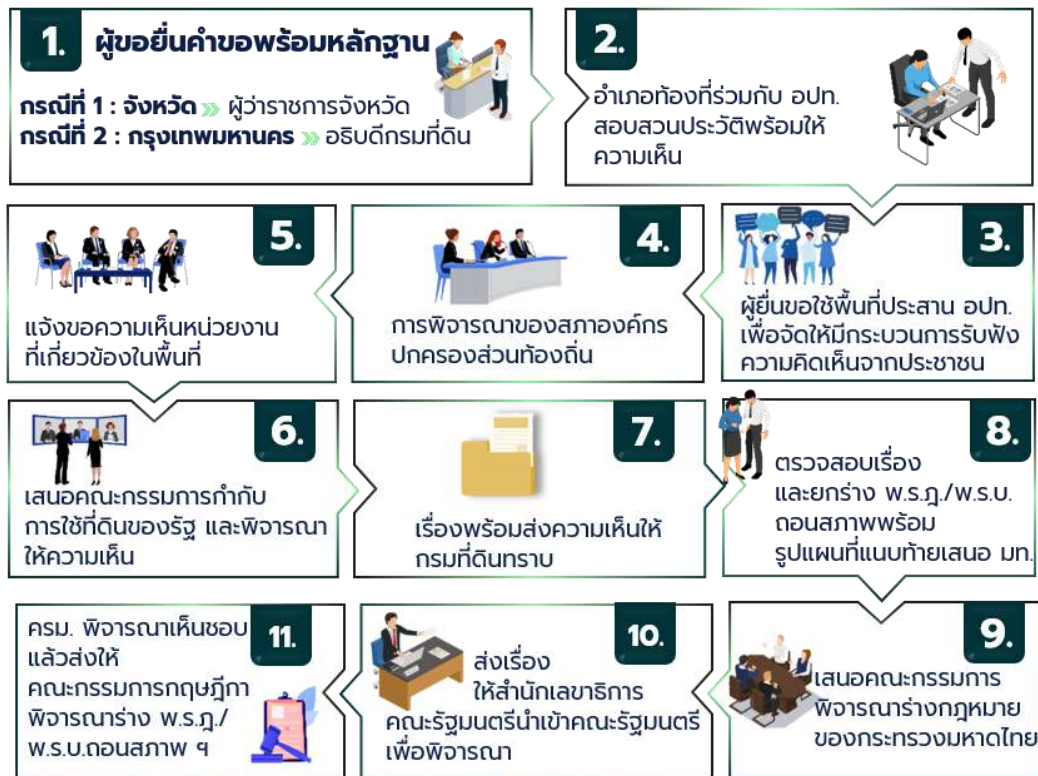 1. ผู้ขอยื่นคำขอพร้อมหลักฐาน
กรณีที่ 1 : จังหวัด >> ผู้ว่าราชการจังหวัด
กรณีที่ 2 : กรุงเทพมหานคร >> อธิบดีกรมที่ดิน
2.
อำเภอท้องที่ร่วมกับ อปท.
สอบสวนประวัติพร้อมให้
ความเห็น
3.
ผู้ยื่นขอใช้พื้นที่ประสาน อปท.
เพื่อจัดให้มีกระบวนการรับฟัง
ความคิดเห็นจากประชาชน
4.
การพิจารณาของสภาองค์กร
ปกครองส่วนท้องถิ่น
5.
แจ้งขอความเห็นหน่วยงาน
ที่เกี่ยวข้องในพื้นที่
6.
เสนอคณะกรรมการกำกับ
การใช้ที่ดินของรัฐ และพิจารณา
ให้ความเห็น
7.
เรื่องพร้อมส่งความเห็นให้
กรมที่ดินทราบ
8.
ตรวจสอบเรื่อง
และยกร่าง พ.ร.ฎ./พ.ร.บ.
ถอนสภาพพร้อม
รูปแผนที่แนบท้ายเสนอ มท.
9.
เสนอคณะกรรมการ
พิจารณาร่างกฎหมาย
ของกระทรวงมหาดไทย
10.
ส่งเรื่อง
ให้สำนักเลขาธิการ
คณะรัฐมนตรีนำเข้าคณะรัฐมนตรี
เพื่อพิจารณา
11.
ครม. พิจารณาเห็นชอบ
แล้วส่งให้
คณะกรรมการกฤษฎีกา
พิจารณาร่าง พ.ร.ฎ./
พ.ร.บ.ถอนสภาพ ฯ